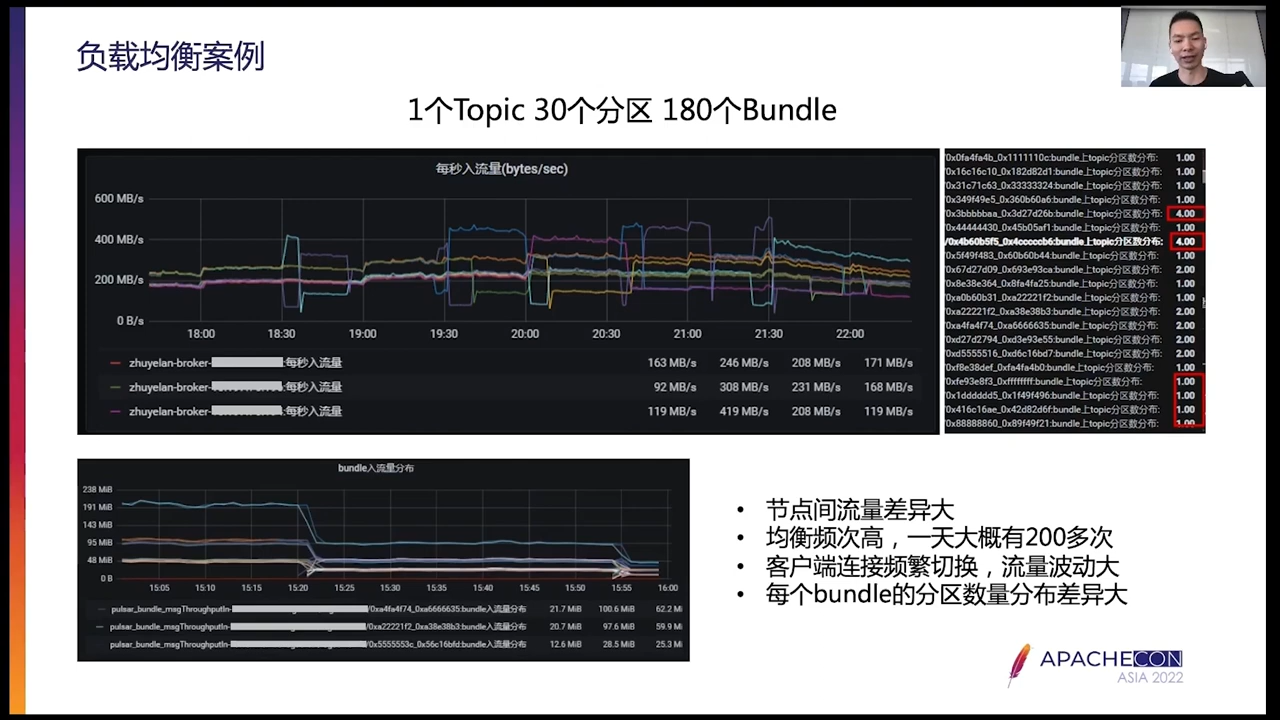 负载均衡案例
1个Topic 30个分区 180个Bundle
每秒入流量(bytes/sec)
600 MB/s
400 MB/s
200 MB/s
0 B/s
18:00 18:30 19:00 19:30 20:00 20:30 21:00 21:30 22:00
zhuyelan-broker- :每秒入流量 163 MB/s 246 MB/s 208 MB/s 171 MB/s
zhuyelan-broker- :每秒入流量 92 MB/s 308 MB/s 231 MB/s 168 MB/s
zhuyelan-broker- :每秒入流量 119 MB/s 419 MB/s 208 MB/s 119 MB/s
/0x0fa4fa4b_0x1111110c:bundle上topic分区数分布: 1.00
/0x16c16c10_0x182d82d1:bundle上topic分区数分布: 1.00
/0x31c71c63_0x33333324:bundle上topic分区数分布: 1.00
/0x349f49e5_0x360b60a6:bundle上topic分区数分布: 1.00
/0x3bbbbbaa_0x3d27d26b:bundle上topic分区数分布: 4.00
/0x44444430_0x45b05af1:bundle上topic分区数分布: 1.00
/0x4b60b5f5_0x4cccccb6:bundle上topic分区数分布: 4.00
/0x5f49f483_0x60b60b44:bundle上topic分区数分布: 1.00
/0x67d27d09_0x693e93ca:bundle上topic分区数分布: 2.00
/0x8e38e364_0x8fa4fa25:bundle上topic分区数分布: 1.00
/0xa0b60b31_0xa22221f2:bundle上topic分区数分布: 1.00
/0xa22221f2_0xa38e38b3:bundle上topic分区数分布: 2.00
/0xa4fa4f74_0xa6666635:bundle上topic分区数分布: 2.00
/0xd27d2794_0xd3e93e55:bundle上topic分区数分布: 2.00
/0xd5555516_0xd6c16bd7:bundle上topic分区数分布: 2.00
/0xf8e38def_0xfa4fa4b0:bundle上topic分区数分布: 1.00
/0xfe93e8f3_0xffffffff:bundle上topic分区数分布: 1.00
/0x1dddddd5_0x1f49f496:bundle上topic分区数分布: 1.00
/0x416c16ae_0x42d82d6f:bundle上topic分区数分布: 1.00
/0x88888860_0x89f49f21:bundle上topic分区数分布: 1.00
bundle入流量分布
238 MiB
191 MiB
143 MiB
95 MiB
48 MiB
0 B
15:05 15:10 15:15 15:20 15:25 15:30 15:35 15:40 15:45 15:50 15:55 16:00
pulsar_bundle_msgThroughputIn- /0xa4fa4f74_0xa6666635:bundle入流量分布 21.7 MiB 100.6 MiB 62.2 Mi
pulsar_bundle_msgThroughputIn- /0xa22221f2_0xa38e38b3:bundle入流量分布 20.7 MiB 97.6 MiB 59.9 Mi
pulsar_bundle_msgThroughputIn- /0x5555553c_0x56c16bfd:bundle入流量分布 12.6 MiB 28.5 MiB 25.3 Mi
• 节点间流量差异大
• 均衡频次高，一天大概有200多次
• 客户端连接频繁切换，流量波动大
• 每个bundle的分区数量分布差异大
APACHECON
ASIA 2022